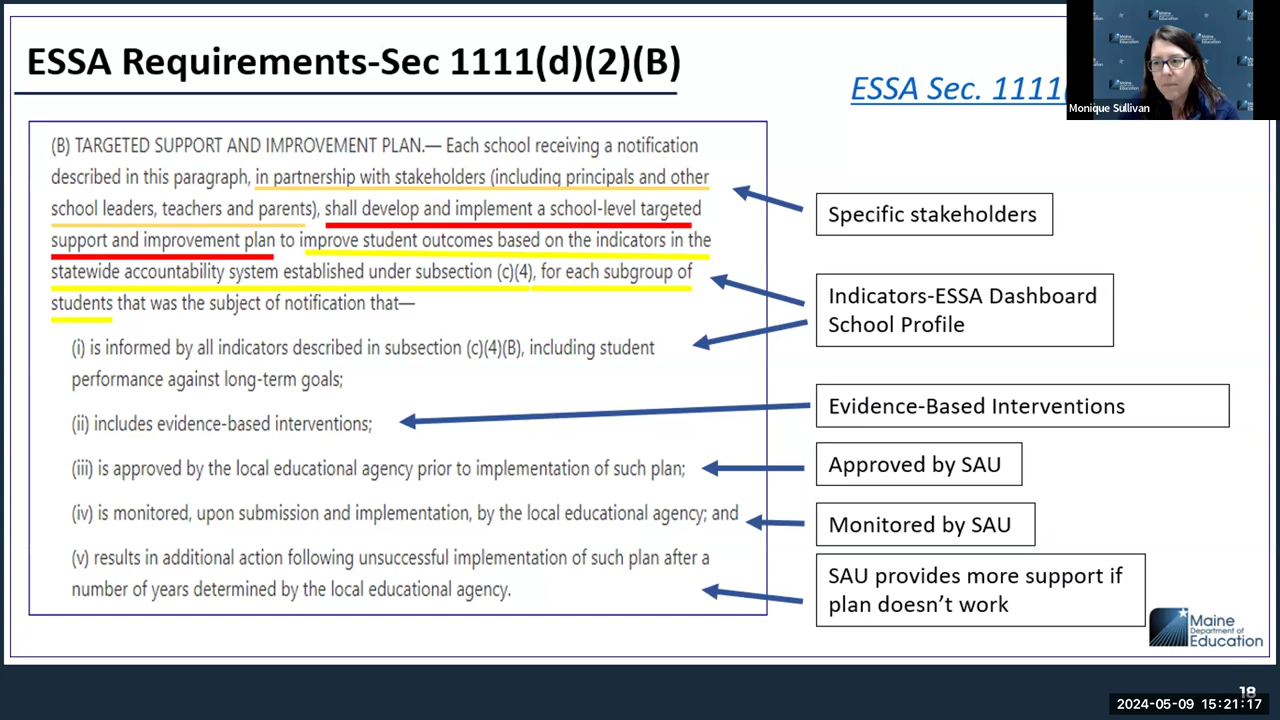 ESSA Requirements-Sec 1111(d)(2)(B)
ESSA Sec. 1111
Monique Sullivan
(B) TARGETED SUPPORT AND IMPROVEMENT PLAN.— Each school receiving a notification
described in this paragraph, in partnership with stakeholders (including principals and other
school leaders, teachers and parents), shall develop and implement a school-level targeted
support and improvement plan to improve student outcomes based on the indicators in the
statewide accountability system established under subsection (c)(4), for each subgroup of
students that was the subject of notification that—
(i) is informed by all indicators described in subsection (c)(4)(B), including student
performance against long-term goals;
(ii) includes evidence-based interventions;
(iii) is approved by the local educational agency prior to implementation of such plan;
(iv) is monitored, upon submission and implementation, by the local educational agency; and
(v) results in additional action following unsuccessful implementation of such plan after a
number of years determined by the local educational agency.
Specific stakeholders
Indicators-ESSA Dashboard
School Profile
Evidence-Based Interventions
Approved by SAU
Monitored by SAU
SAU provides more support if
plan doesn't work
Maine
Department of
Education
18
2024-05-09 15:21:17